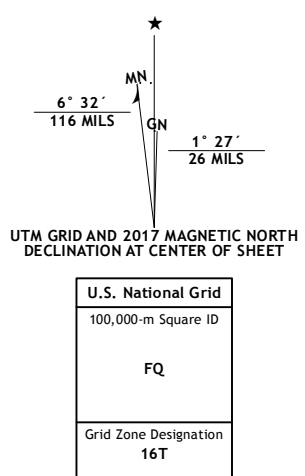 ★
MN
6° 32´
116 MILS
GN
1° 27´
26 MILS
UTM GRID AND 2017 MAGNETIC NORTH
DECLINATION AT CENTER OF SHEET
U.S. National Grid
100,000-m Square ID
FQ
Grid Zone Designation
16T